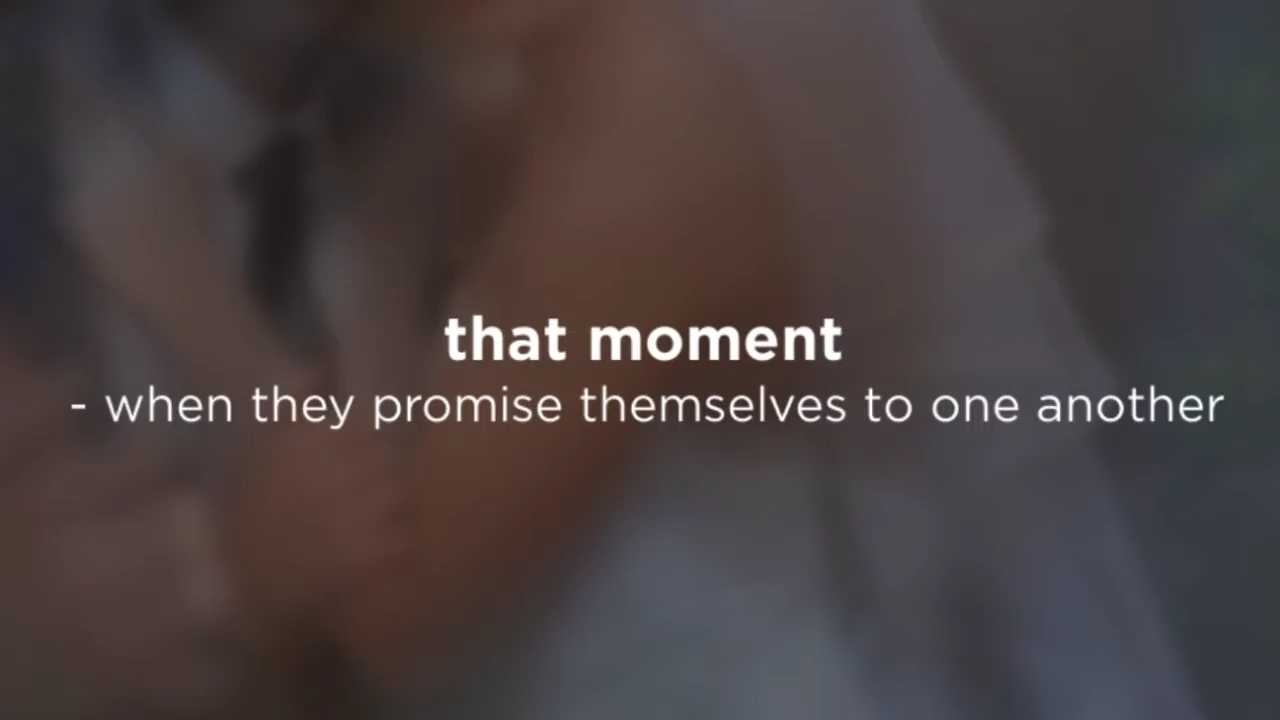 that moment
- when they promise themselves to one another